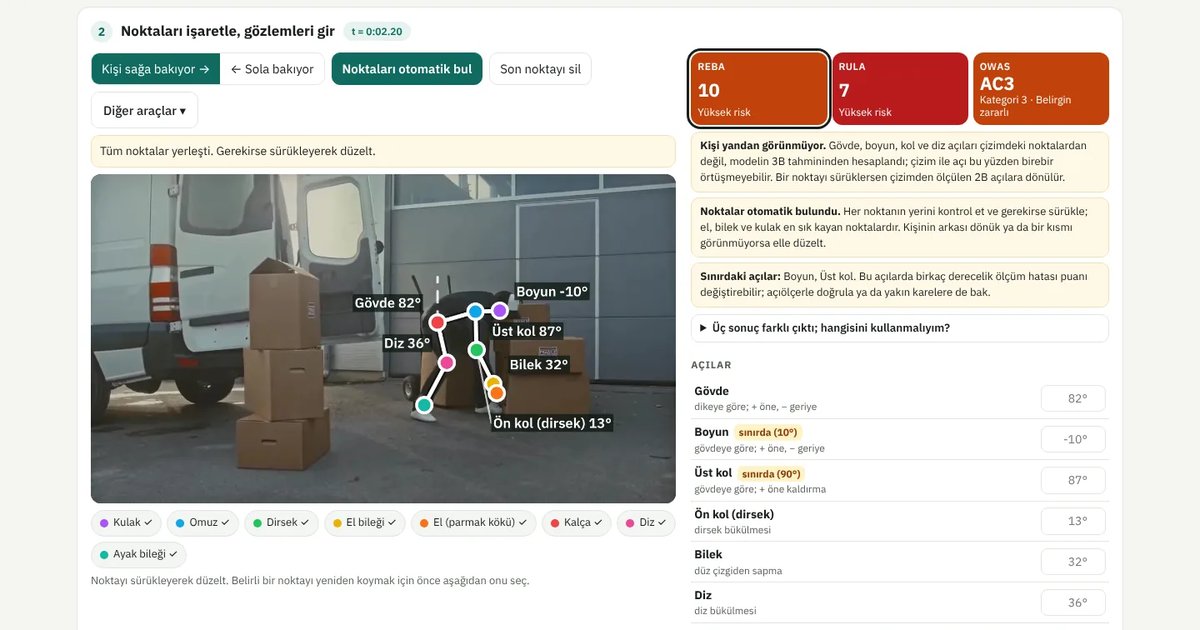 2 Noktaları işaretle, gözlemleri gir t = 0:02.20
Kişi sağa bakıyor → ← Sola bakıyor Noktaları otomatik bul Son noktayı sil
Diğer araçlar ▾
Tüm noktalar yerleşti. Gerekirse sürükleyerek düzelt.
Boyun -10°
Gövde 82°
Üst kol 87°
Diz 36°
Bilek 32°
Ön kol (dirsek) 13°
Kulak ✓ Omuz ✓ Dirsek ✓ El bileği ✓ El (parmak kökü) ✓ Kalça ✓ Diz ✓
Ayak bileği ✓
Noktayı sürükleyerek düzelt. Belirli bir noktayı yeniden koymak için önce aşağıdan onu seç.
REBA
10
Yüksek risk
RULA
7
Yüksek risk
OWAS
AC3
Kategori 3 · Belirgin
zararlı
Kişi yandan görünmüyor. Gövde, boyun, kol ve diz açıları çizimdeki noktalardan
değil, modelin 3B tahmininden hesaplandı; çizim ile açı bu yüzden birebir
örtüşmeyebilir. Bir noktayı sürüklersen çizimden ölçülen 2B açılara dönülür.
Noktalar otomatik bulundu. Her noktanın yerini kontrol et ve gerekirse sürükle;
el, bilek ve kulak en sık kayan noktalardır. Kişinin arkası dönük ya da bir kısmı
görünmüyorsa elle düzelt.
Sınırdaki açılar: Boyun, Üst kol. Bu açılarda birkaç derecelik ölçüm hatası puanı
değiştirebilir; açıölçerle doğrula ya da yakın karelere de bak.
▶ Üç sonuç farklı çıktı; hangisini kullanmalıyım?
AÇILAR
Gövde 82°
dikeye göre; + öne, − geriye
Boyun sınırda (10°) -10°
gövdeye göre; + öne, − geriye
Üst kol sınırda (90°) 87°
gövdeye göre; + öne kaldırma
Ön kol (dirsek) 13°
dirsek bükülmesi
Bilek 32°
düz çizgiden sapma
Diz 36°
diz bükülmesi